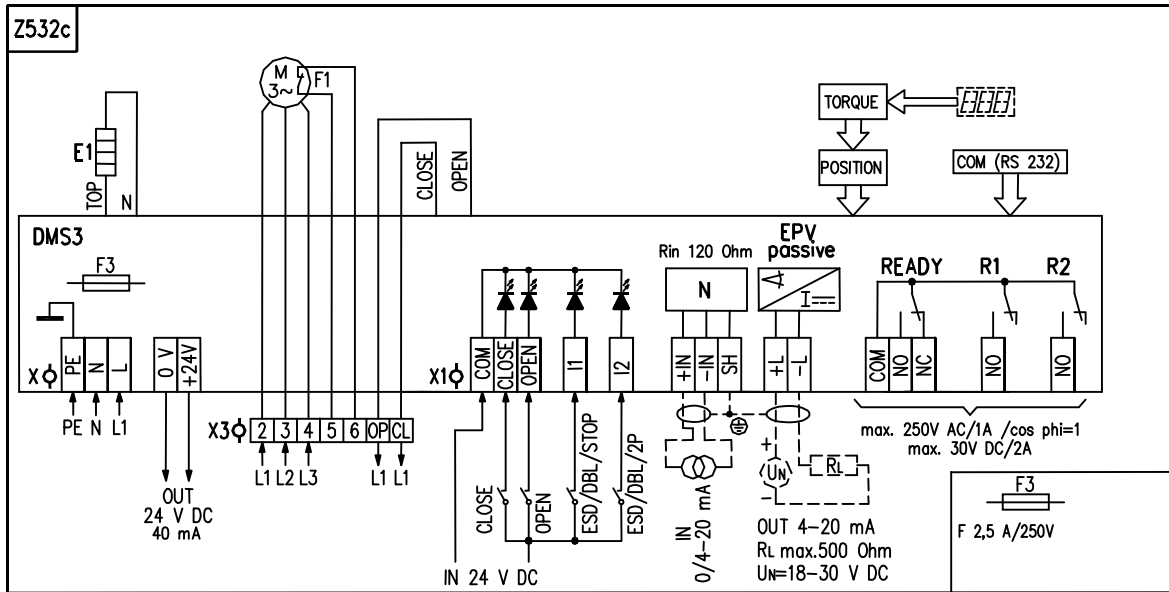 Z532c
M
3~
F1
E1
TOP
N
CLOSE
OPEN
TORQUE
POSITION
COM (RS 232)
DMS3
F3
Rin 120 Ohm
EPV
passive
N
I
READY
R1
R2
X
PE
N
L
0 V
+24V
X1
COM
CLOSE
OPEN
I1
I2
+IN
-IN
SH
+L
-L
COM
NO
NC
NO
NO
PE N L1
X3
2
3
4
5
6
OP
CL
L1 L2 L3
L1 L1
OUT
24 V DC
40 mA
CLOSE
OPEN
ESD/DBL/STOP
ESD/DBL/2P
IN 24 V DC
IN
0/4-20 mA
+
UN
-
RL
OUT 4-20 mA
RL max.500 Ohm
UN=18-30 V DC
max. 250V AC/1A /cos phi=1
max. 30V DC/2A
F3
F 2,5 A/250V